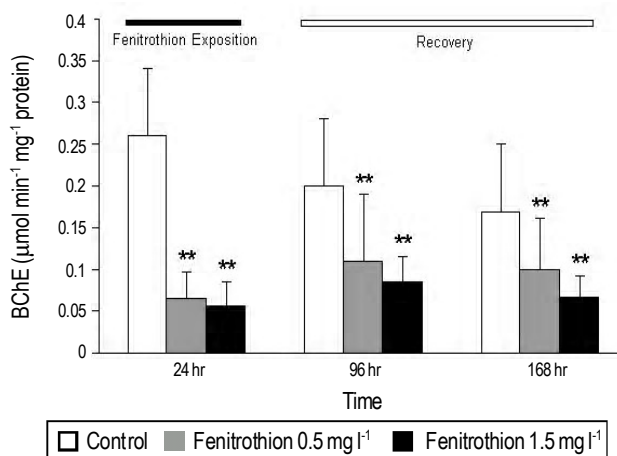 Fenitrothion Exposition
Recovery
BChE (µmol min-1 mg-1 protein)
0.4
0.35
0.3
0.25
0.2
0.15
0.1
0.05
0
**
**
**
**
**
**
24 hr
96 hr
168 hr
Time
Control
Fenitrothion 0.5 mg l-1
Fenitrothion 1.5 mg l-1